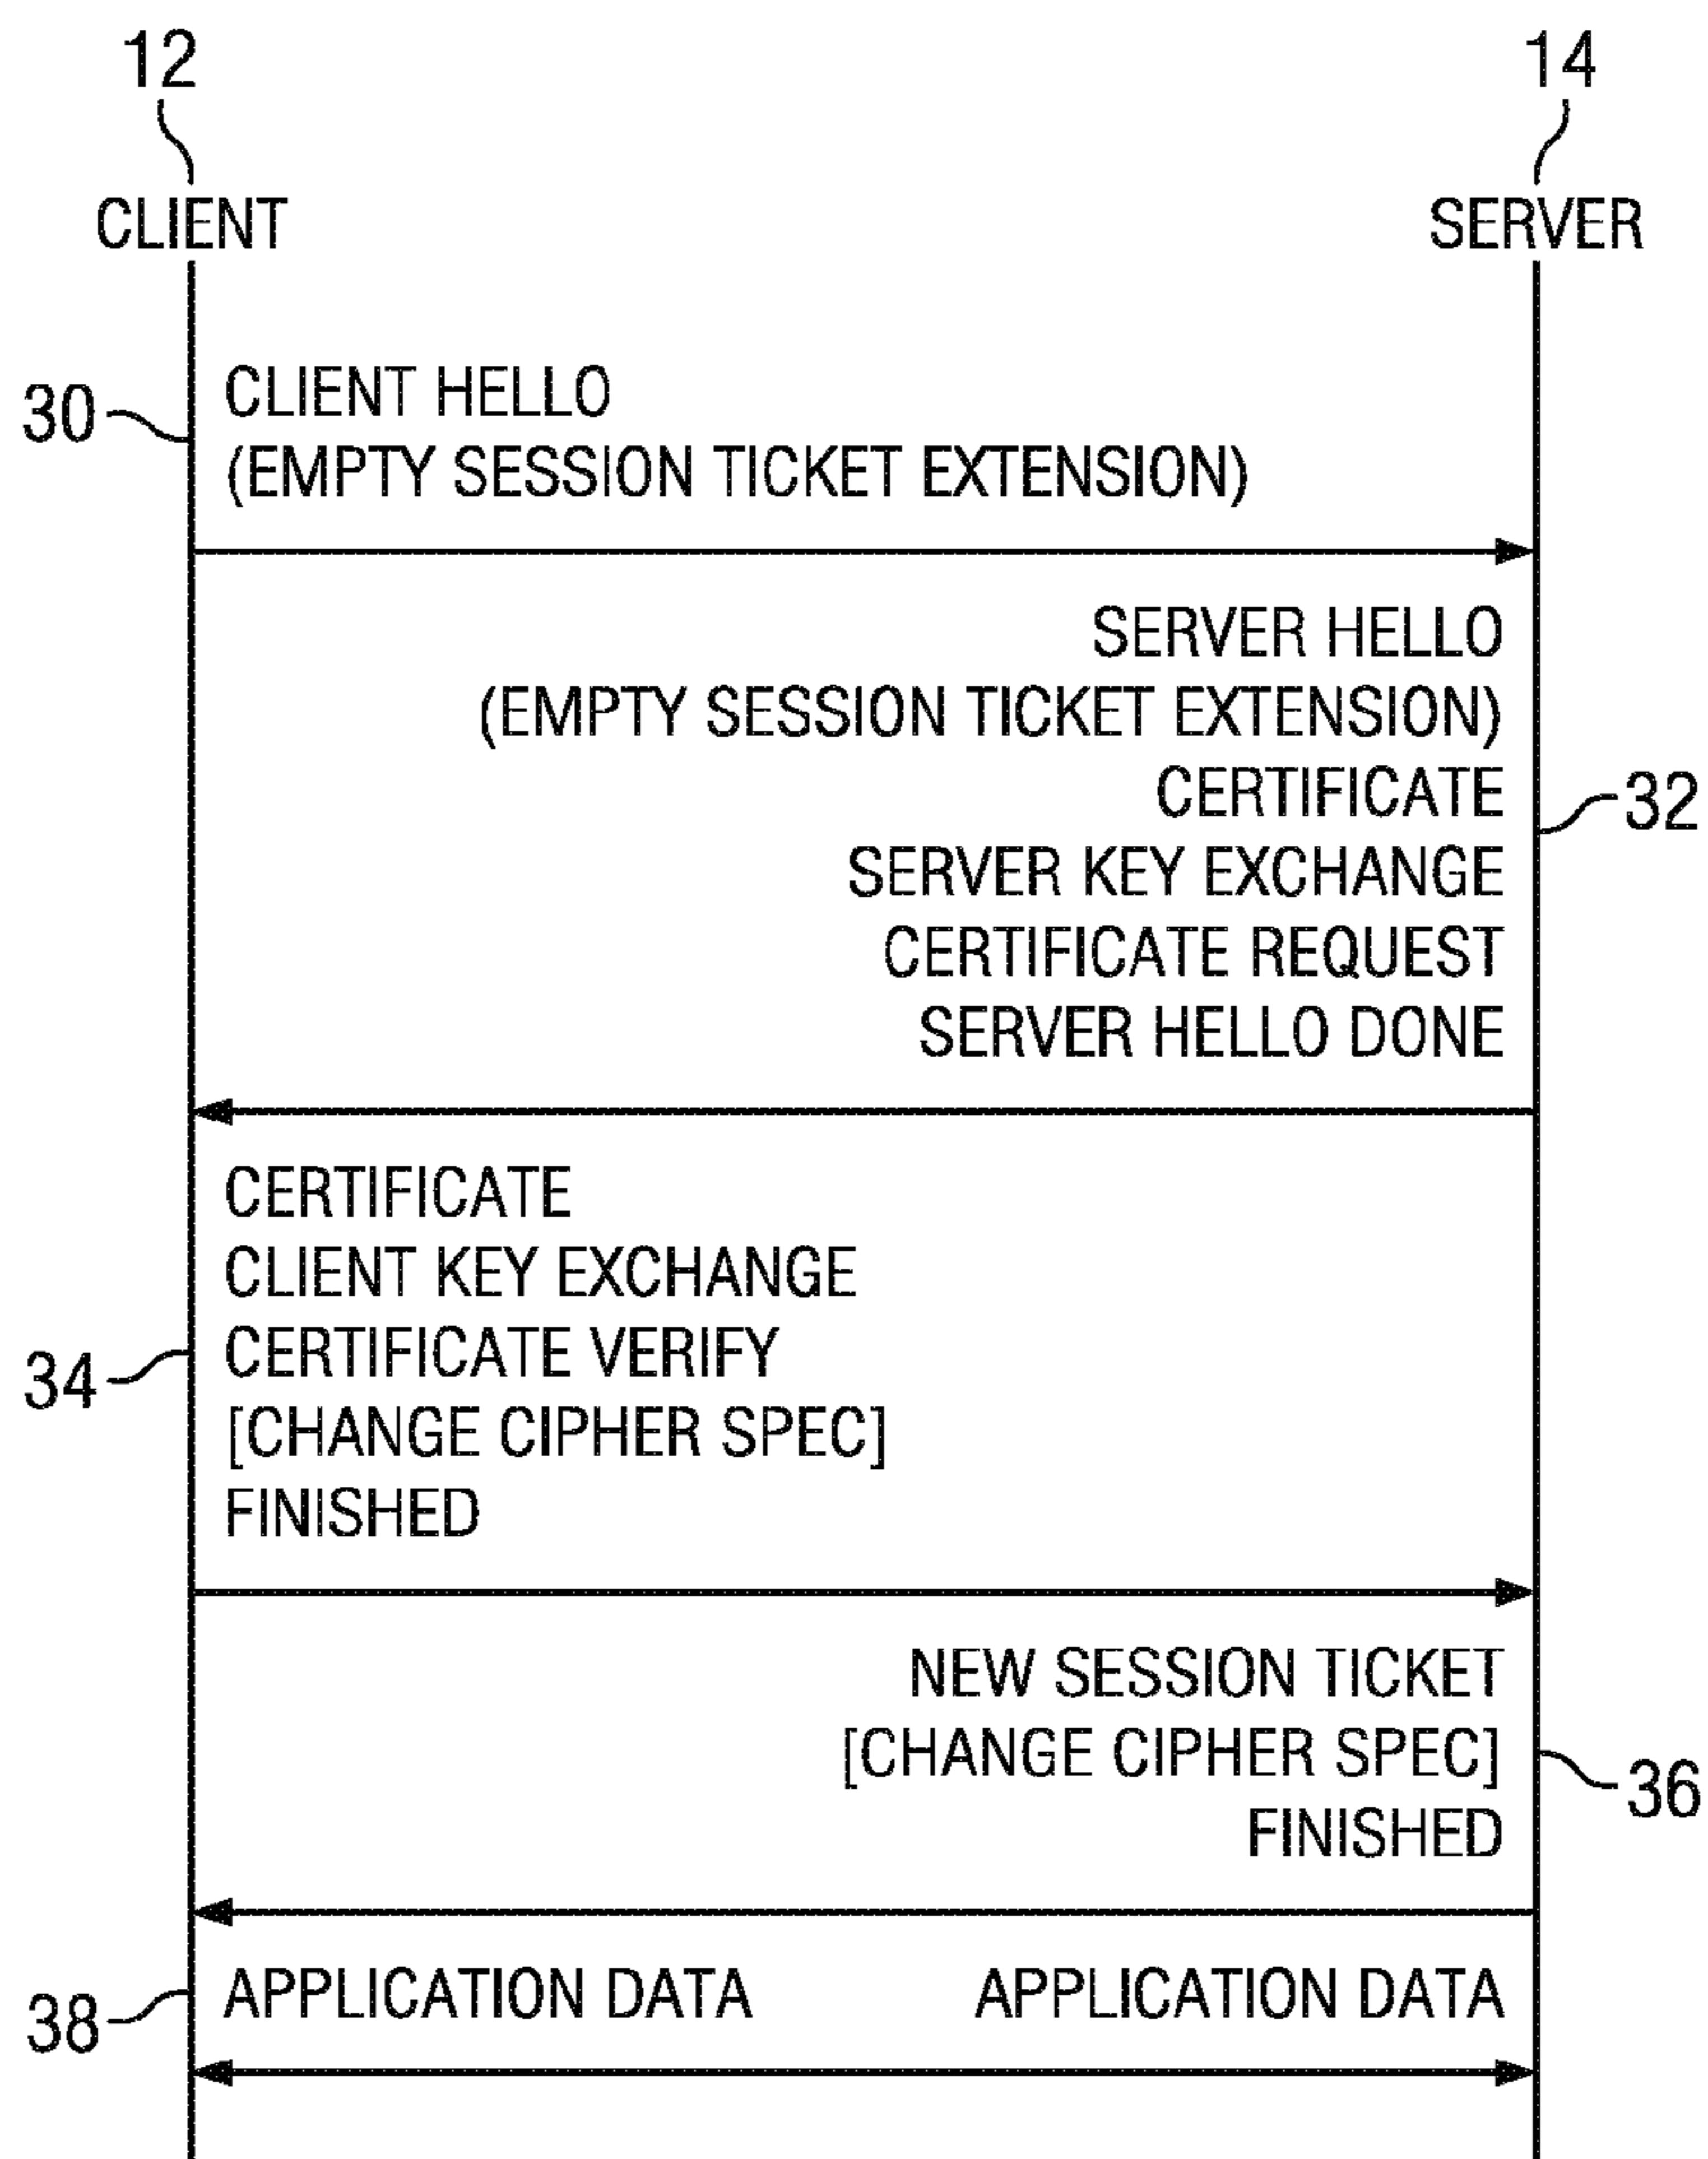 12
14
CLIENT
SERVER
30
CLIENT HELLO
(EMPTY SESSION TICKET EXTENSION)
SERVER HELLO
(EMPTY SESSION TICKET EXTENSION)
CERTIFICATE
32
SERVER KEY EXCHANGE
CERTIFICATE REQUEST
SERVER HELLO DONE
CERTIFICATE
CLIENT KEY EXCHANGE
34
CERTIFICATE VERIFY
[CHANGE CIPHER SPEC]
FINISHED
NEW SESSION TICKET
[CHANGE CIPHER SPEC]
36
FINISHED
38
APPLICATION DATA
APPLICATION DATA